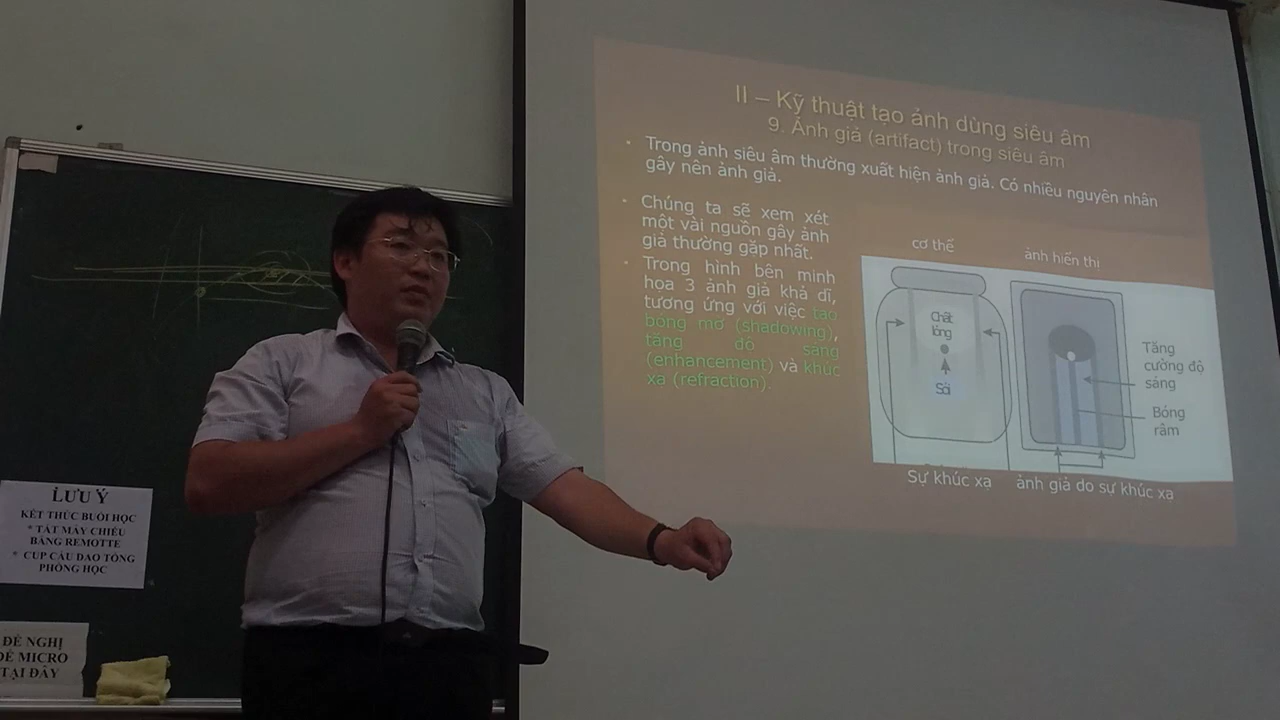 II – Kỹ thuật tạo ảnh dùng siêu âm
9. Ảnh giả (artifact) trong siêu âm
• Trong ảnh siêu âm thường xuất hiện ảnh giả. Có nhiều nguyên nhân
gây nên ảnh giả.
• Chúng ta sẽ xem xét
một vài nguồn gây ảnh
giả thường gặp nhất.
• Trong hình bên minh
hoa 3 ảnh giả khả dĩ,
tương ứng với việc tạo
bóng mờ (shadowing),
tăng độ sáng
(enhancement) và khúc
xạ (refraction).
cơ thể
ảnh hiển thị
Chất
lỏng
Sỏi
Tăng
cường độ
sáng
Bóng
râm
Sự khúc xạ
ảnh giả do sự khúc xạ
LƯU Ý
KẾT THÚC BUỔI HỌC
* TẮT MÁY CHIẾU
BẰNG REMOTTE
* CUP CẦU DAO TỔNG
PHÒNG HỌC
ĐỀ NGHỊ
ĐỂ MICRO
TẠI ĐÂY